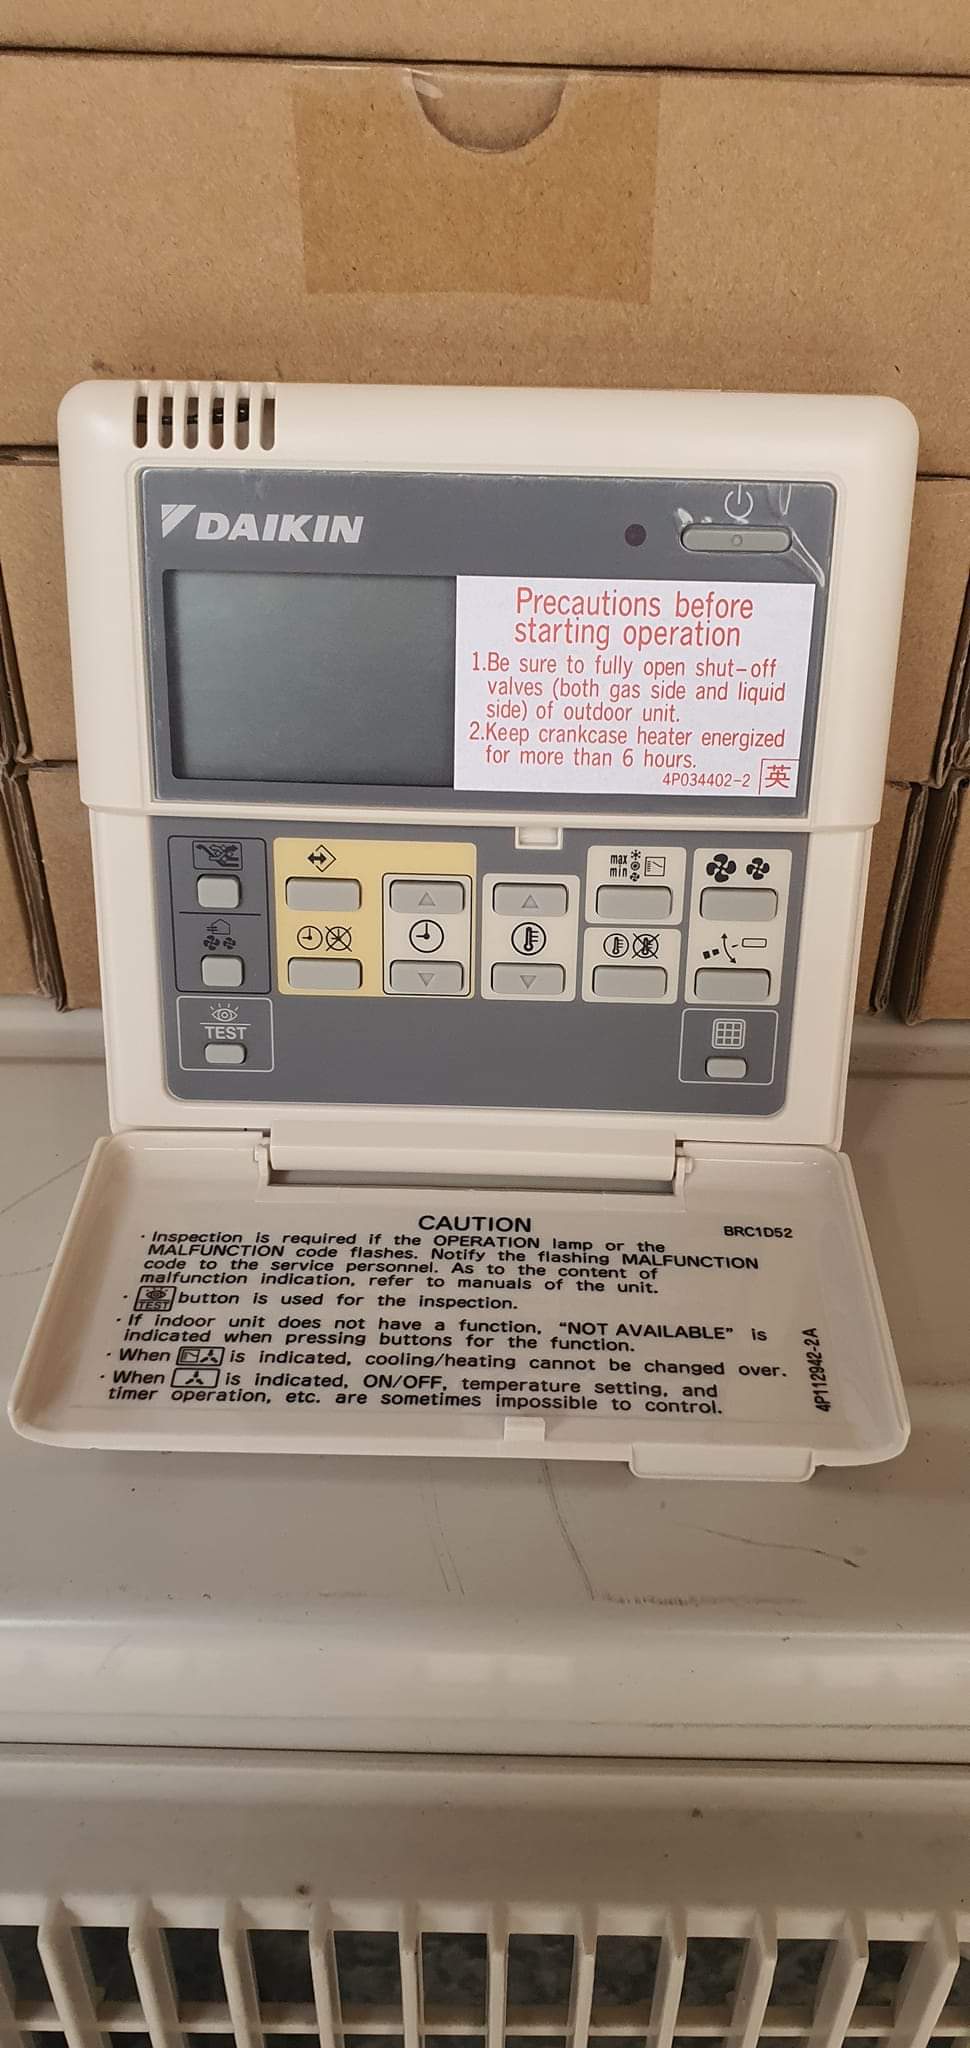 DAIKIN
Precautions before
starting operation
1.Be sure to fully open shut-off
valves (both gas side and liquid
side) of outdoor unit.
2.Keep crankcase heater energized
for more than 6 hours.
4P034402-2 英
max
min
TEST
CAUTION
BRC1D52
· Inspection is required if the OPERATION lamp or the
MALFUNCTION code flashes. Notify the flashing MALFUNCTION
code to the service personnel. As to the content of
malfunction indication, refer to manuals of the unit.
· TEST button is used for the inspection.
· If indoor unit does not have a function, "NOT AVAILABLE" is
indicated when pressing buttons for the function.
· When is indicated, cooling/heating cannot be changed over.
· When is indicated, ON/OFF, temperature setting, and
timer operation, etc. are sometimes impossible to control.
4P112942-2A